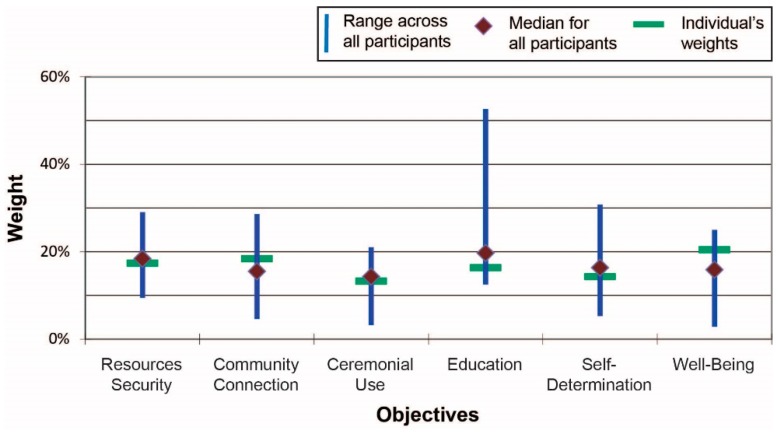 Range across
all participants
Median for
all participants
Individual's
weights
60%
40%
20%
0%
Weight
Resources
Security
Community
Connection
Ceremonial
Use
Education
Self-
Determination
Well-Being
Objectives